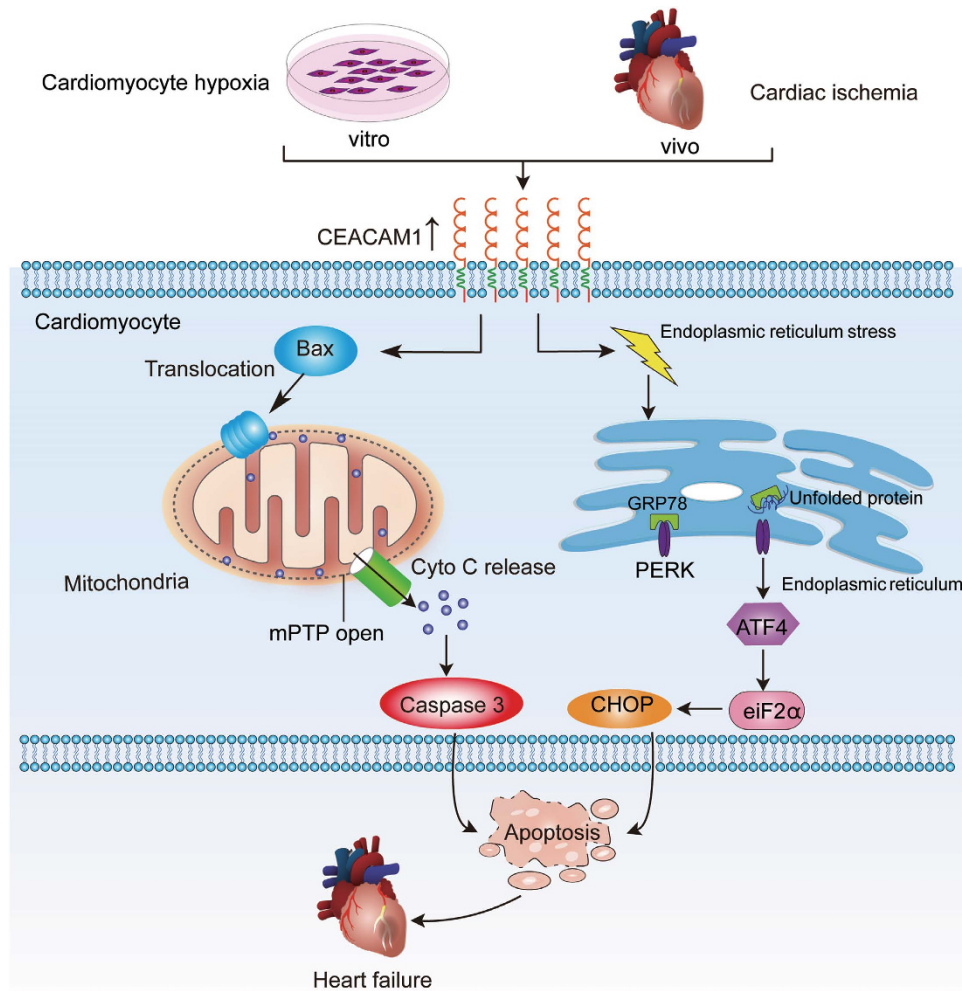 Cardiomyocyte hypoxia
Cardiac ischemia
vitro
vivo
CEACAM1↑
Cardiomyocyte
Endoplasmic reticulum stress
Bax
Translocation
GRP78
Unfolded protein
PERK
Mitochondria
Cyto C release
Endoplasmic reticulum
mPTP open
ATF4
Caspase 3
CHOP
eiF2α
Apoptosis
Heart failure